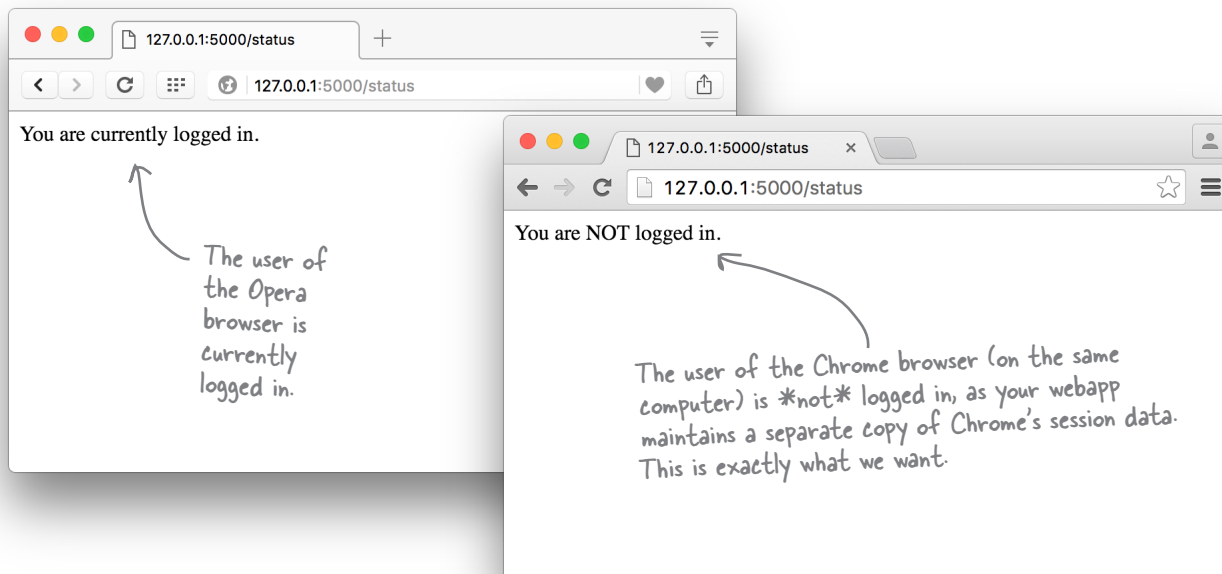 127.0.0.1:5000/status
127.0.0.1:5000/status
You are currently logged in.
The user of
the Opera
browser is
currently
logged in.
127.0.0.1:5000/status
127.0.0.1:5000/status
You are NOT logged in.
The user of the Chrome browser (on the same
computer) is *not* logged in, as your webapp
maintains a separate copy of Chrome's session data.
This is exactly what we want.